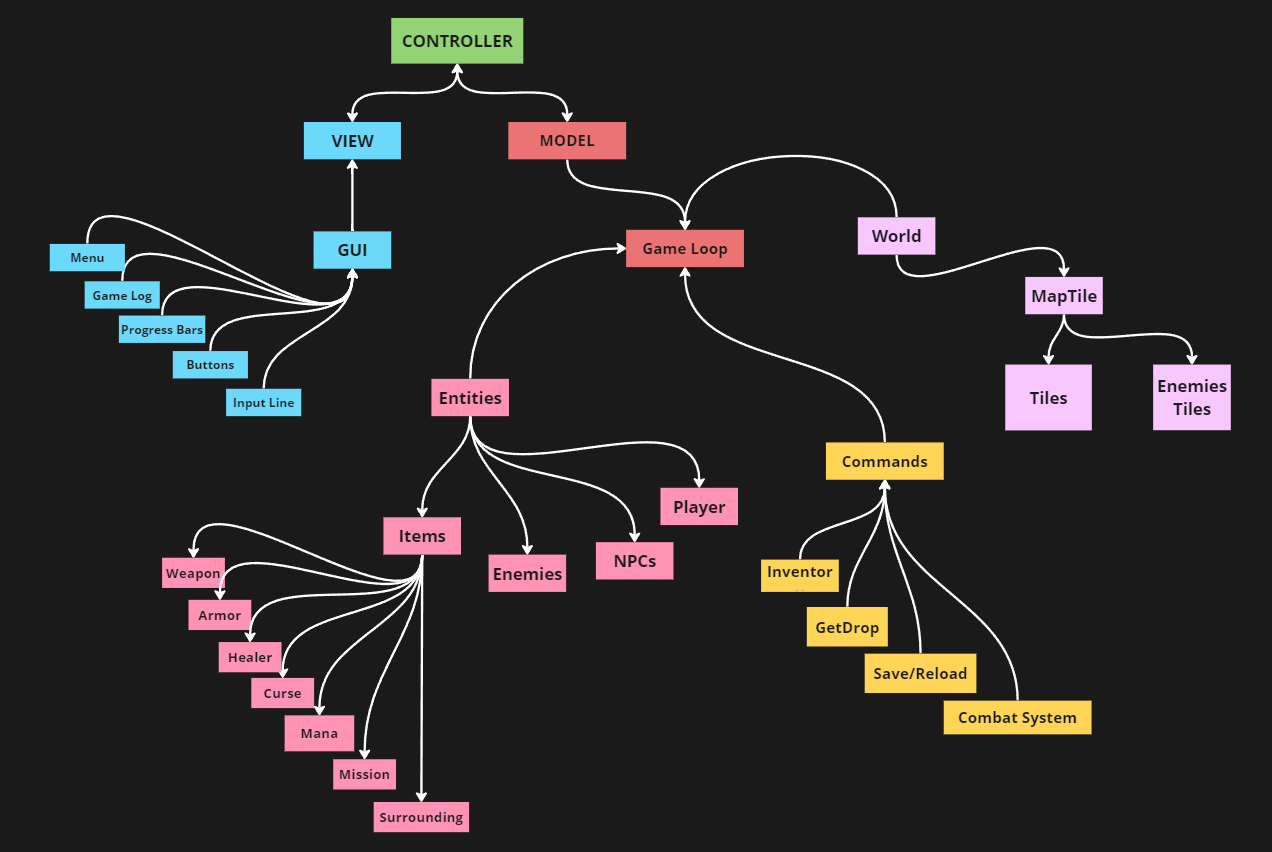 CONTROLLER
VIEW
MODEL
Menu
Game Log
Progress Bars
Buttons
Input Line
GUI
Game Loop
World
MapTile
Tiles
Enemies
Tiles
Entities
Items
Enemies
NPCs
Player
Weapon
Armor
Healer
Curse
Mana
Mission
Surrounding
Commands
Inventor
GetDrop
Save/Reload
Combat System